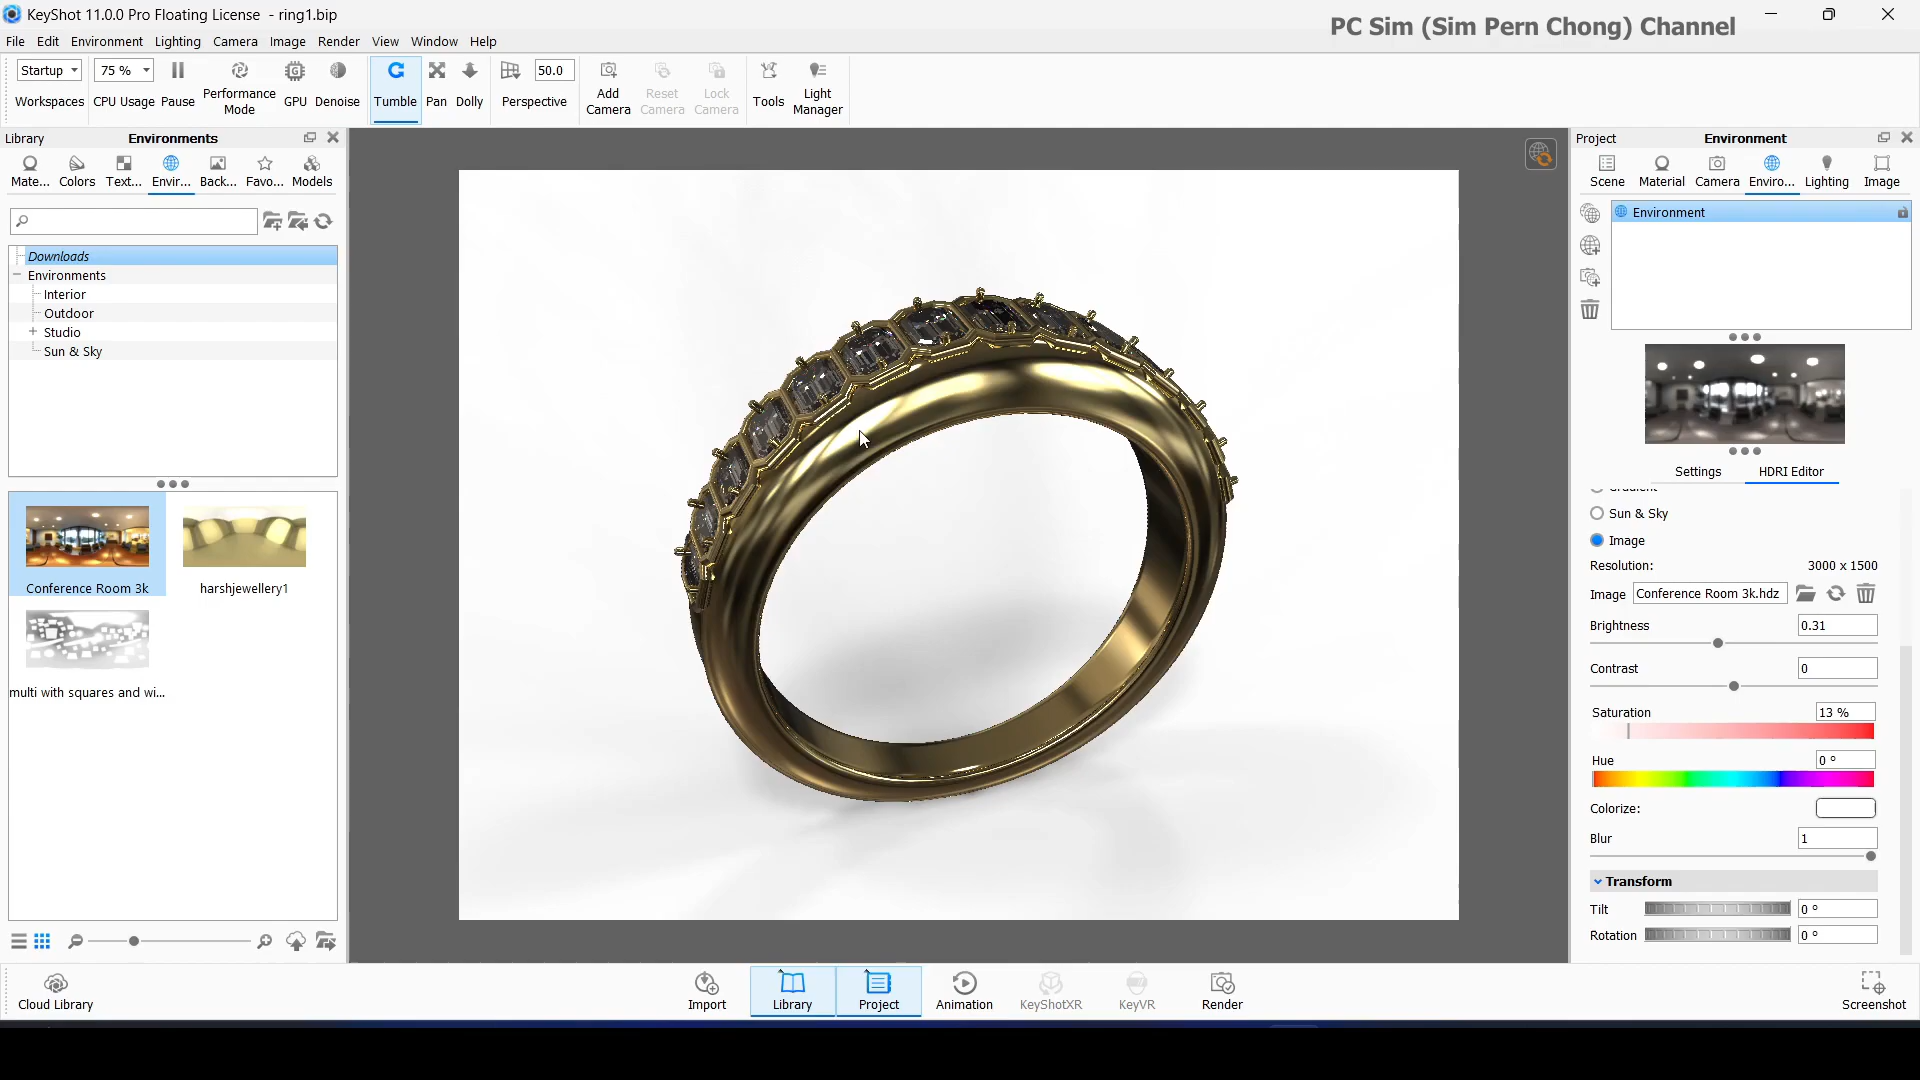 KeyShot 11.0.0 Pro Floating License - ring1.bip
PC Sim (Sim Pern Chong) Channel
File Edit Environment Lighting Camera Image Render View Window Help
Startup 75 % 50.0
Workspaces CPU Usage Pause Performance Mode GPU Denoise Tumble Pan Dolly Perspective Add Camera Reset Camera Lock Camera Tools Light Manager
Library Environments
Mate... Colors Text... Envir... Back... Favo... Models
Downloads
Environments
Interior
Outdoor
Studio
Sun & Sky
Conference Room 3k
harshjewellery1
multi with squares and wi...
Project Environment
Scene Material Camera Enviro... Lighting Image
Environment
Settings HDRI Editor
Sun & Sky
Image
Resolution: 3000 x 1500
Image Conference Room 3k.hdz
Brightness 0.31
Contrast 0
Saturation 13 %
Hue 0 °
Colorize:
Blur 1
Transform
Tilt 0 °
Rotation 0 °
Cloud Library Import Library Project Animation KeyShotXR KeyVR Render Screenshot